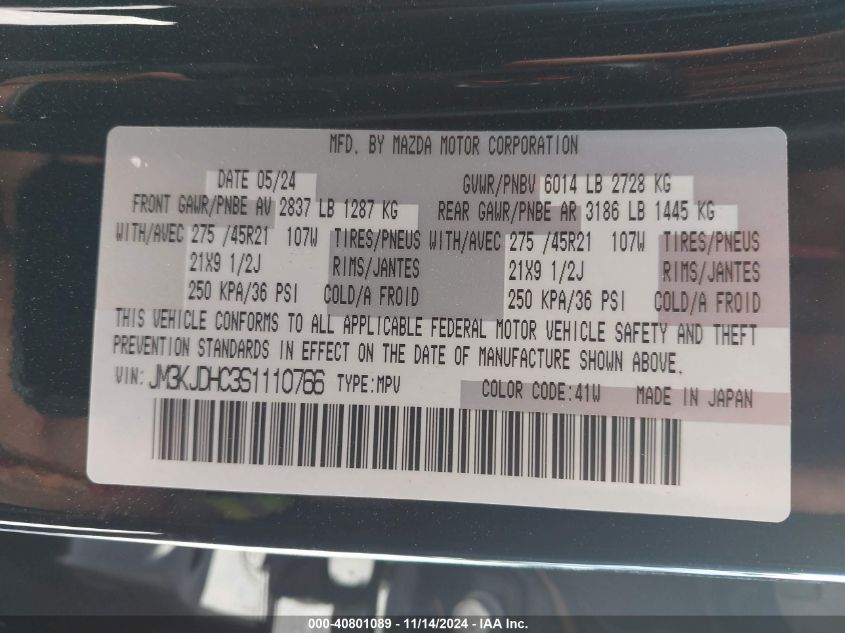 MFD. BY MAZDA MOTOR CORPORATION
DATE 05/24 GVWR/PNBV 6014 LB 2728 KG
FRONT GAWR/PNBE AV 2837 LB 1287 KG REAR GAWR/PNBE AR 3186 LB 1445 KG
WITH/AVEC 275 /45R21 107W TIRES/PNEUS WITH/AVEC 275 /45R21 107W TIRES/PNEUS
21X9 1/2J RIMS/JANTES 21X9 1/2J RIMS/JANTES
250 KPA/36 PSI COLD/A FROID 250 KPA/36 PSI COLD/A FROID
THIS VEHICLE CONFORMS TO ALL APPLICABLE FEDERAL MOTOR VEHICLE SAFETY AND THEFT
PREVENTION STANDARDS IN EFFECT ON THE DATE OF MANUFACTURE SHOWN ABOVE.
VIN: JM3KJDHC3S1110766 TYPE:MPV COLOR CODE:41W MADE IN JAPAN
000-40801089 - 11/14/2024 - IAA Inc.